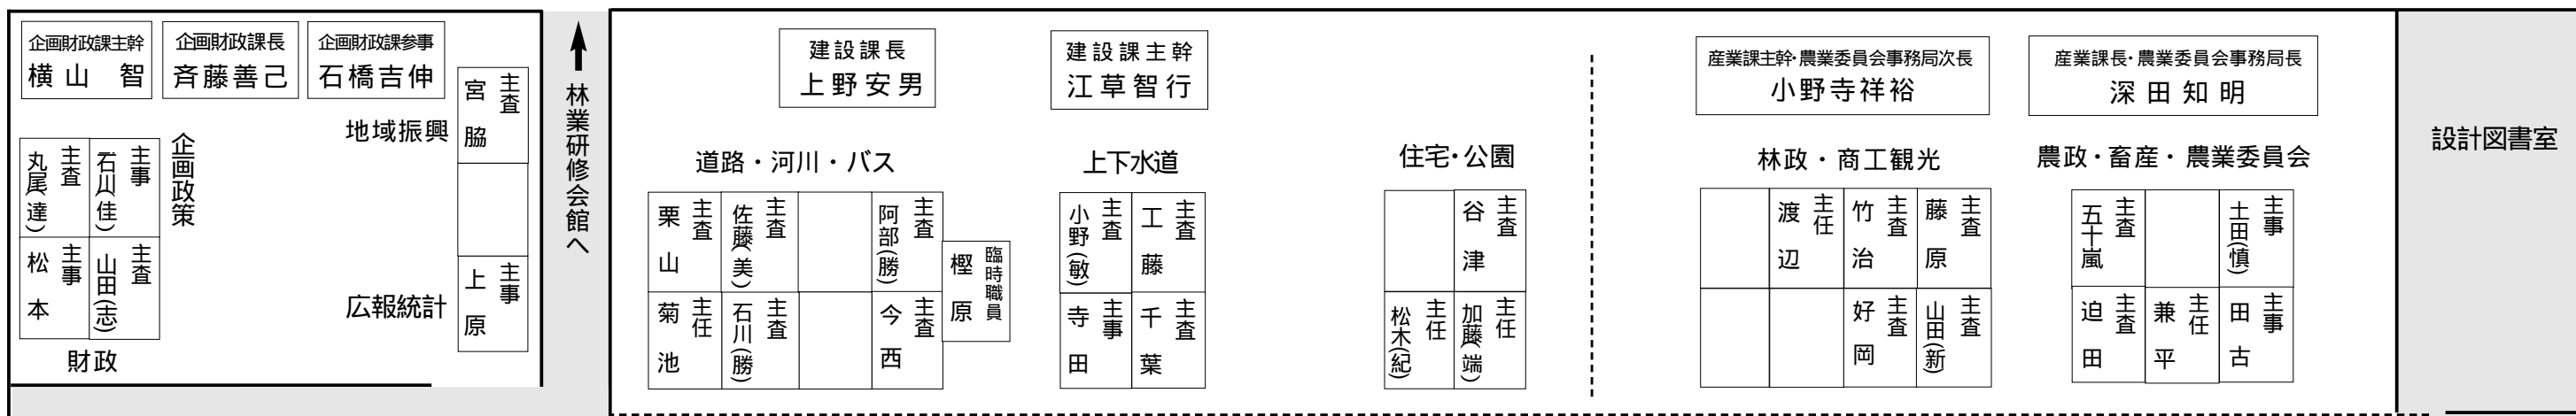 企画財政課主幹
横山 智
企画財政課長
斉藤善己
企画財政課参事
石橋吉伸
主査
宮脇
地域振興
企画政策
主査
丸尾(達)
主事
石川(佳)
主事
松本
主査
山田(志)
財政
広報統計
主事
上原
林業研修会館へ
建設課長
上野安男
建設課主幹
江草智行
道路・河川・バス
主査
栗山
主査
佐藤(美)
主査
阿部(勝)
臨時職員
樫原
主任
菊池
主査
石川(勝)
主査
今西
上下水道
主査
小野(敏)
主査
工藤
主事
寺田
主査
千葉
住宅・公園
主査
谷津
主任
松木(紀)
主任
加藤(端)
産業課主幹・農業委員会事務局次長
小野寺祥裕
産業課長・農業委員会事務局長
深田知明
林政・商工観光
主任
渡辺
主査
竹治
主査
藤原
主査
好岡
主査
山田(新)
農政・畜産・農業委員会
主査
五十嵐
主事
土田(慎)
主査
迫田
主任
兼平
主事
田古
設計図書室